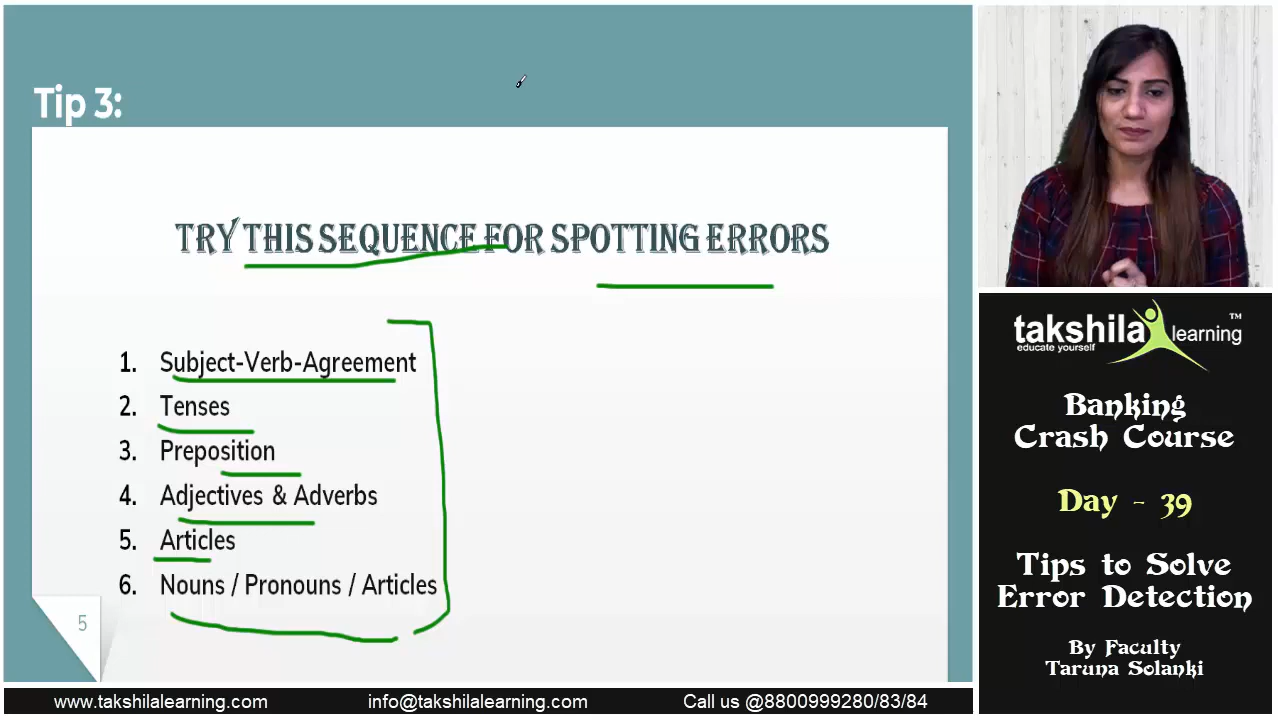 Tip 3:
TRY THIS SEQUENCE FOR SPOTTING ERRORS
1. Subject-Verb-Agreement
2. Tenses
3. Preposition
4. Adjectives & Adverbs
5. Articles
6. Nouns / Pronouns / Articles
5
takshila learning ™
educate yourself
Banking
Crash Course
Day - 39
Tips to Solve
Error Detection
By Faculty
Taruna Solanki
www.takshilalearning.com info@takshilalearning.com Call us @8800999280/83/84